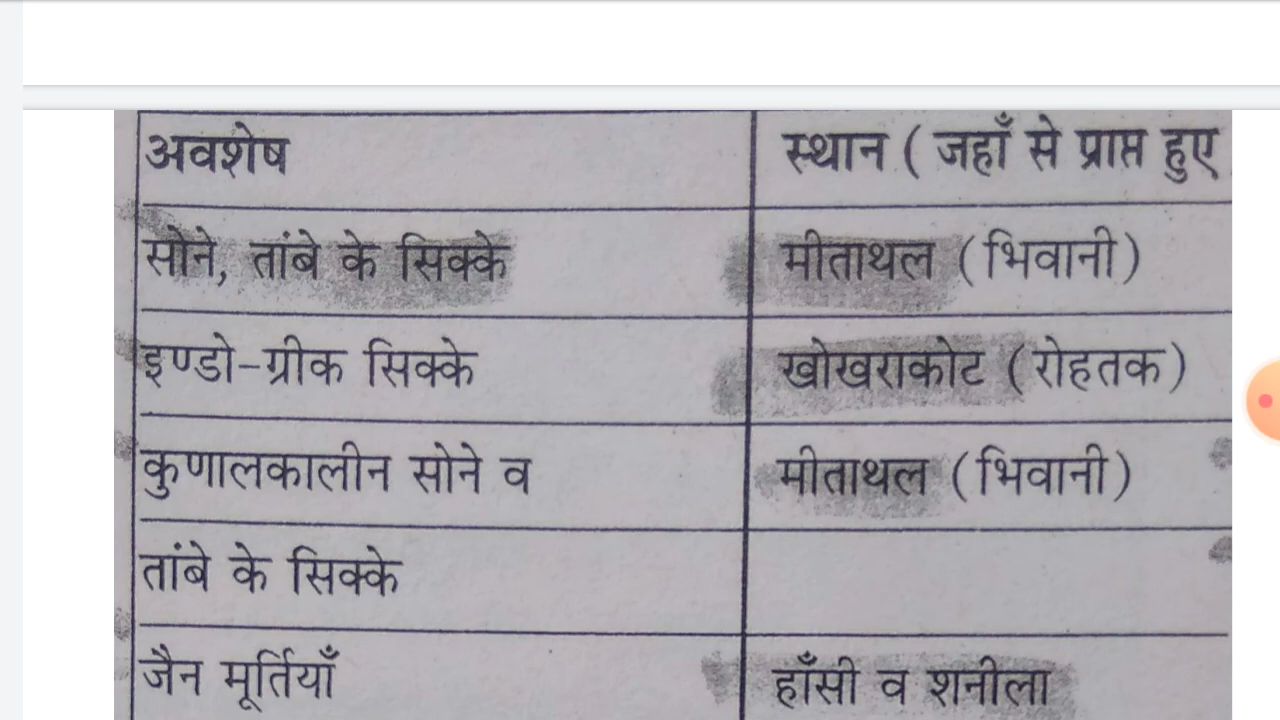 अवशेष स्थान ( जहाँ से प्राप्त हुए
सोने, तांबे के सिक्के मीताथल ( भिवानी )
इण्डो-ग्रीक सिक्के खोखराकोट ( रोहतक )
कुणालकालीन सोने व मीताथल ( भिवानी )
तांबे के सिक्के
जैन मूर्तियाँ हाँसी व शनीला